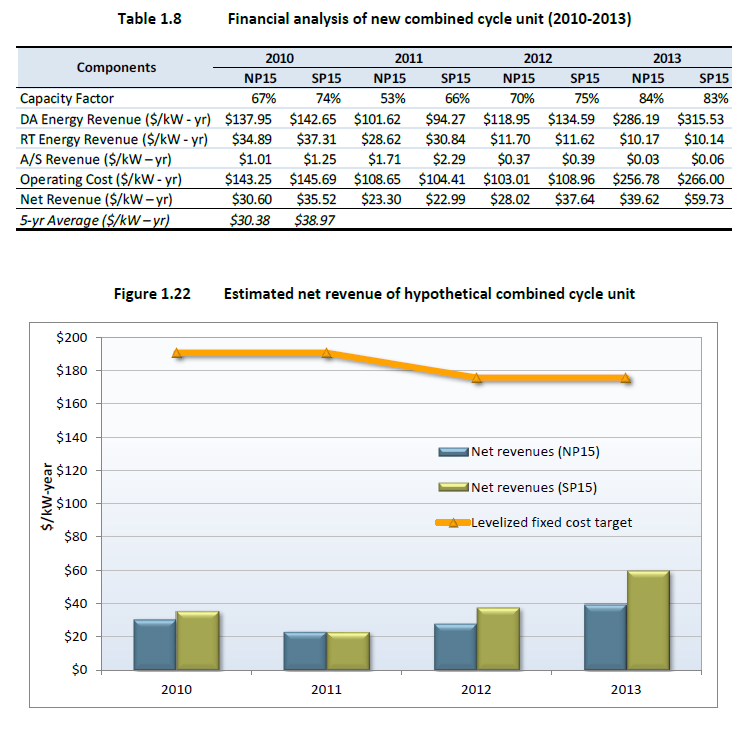 Table 1.8 Financial analysis of new combined cycle unit (2010-2013)
Components 2010 2011 2012 2013
NP15 SP15 NP15 SP15 NP15 SP15 NP15 SP15
Capacity Factor 67% 74% 53% 66% 70% 75% 84% 83%
DA Energy Revenue ($/kW - yr) $137.95 $142.65 $101.62 $94.27 $118.95 $134.59 $286.19 $315.53
RT Energy Revenue ($/kW - yr) $34.89 $37.31 $28.62 $30.84 $11.70 $11.62 $10.17 $10.14
A/S Revenue ($/kW – yr) $1.01 $1.25 $1.71 $2.29 $0.37 $0.39 $0.03 $0.06
Operating Cost ($/kW - yr) $143.25 $145.69 $108.65 $104.41 $103.01 $108.96 $256.78 $266.00
Net Revenue ($/kW – yr) $30.60 $35.52 $23.30 $22.99 $28.02 $37.64 $39.62 $59.73
5-yr Average ($/kW – yr) $30.38 $38.97
Figure 1.22 Estimated net revenue of hypothetical combined cycle unit
$/kW-year
$200
$180
$160
$140
$120
$100
$80
$60
$40
$20
$0
Net revenues (NP15)
Net revenues (SP15)
Levelized fixed cost target
2010 2011 2012 2013